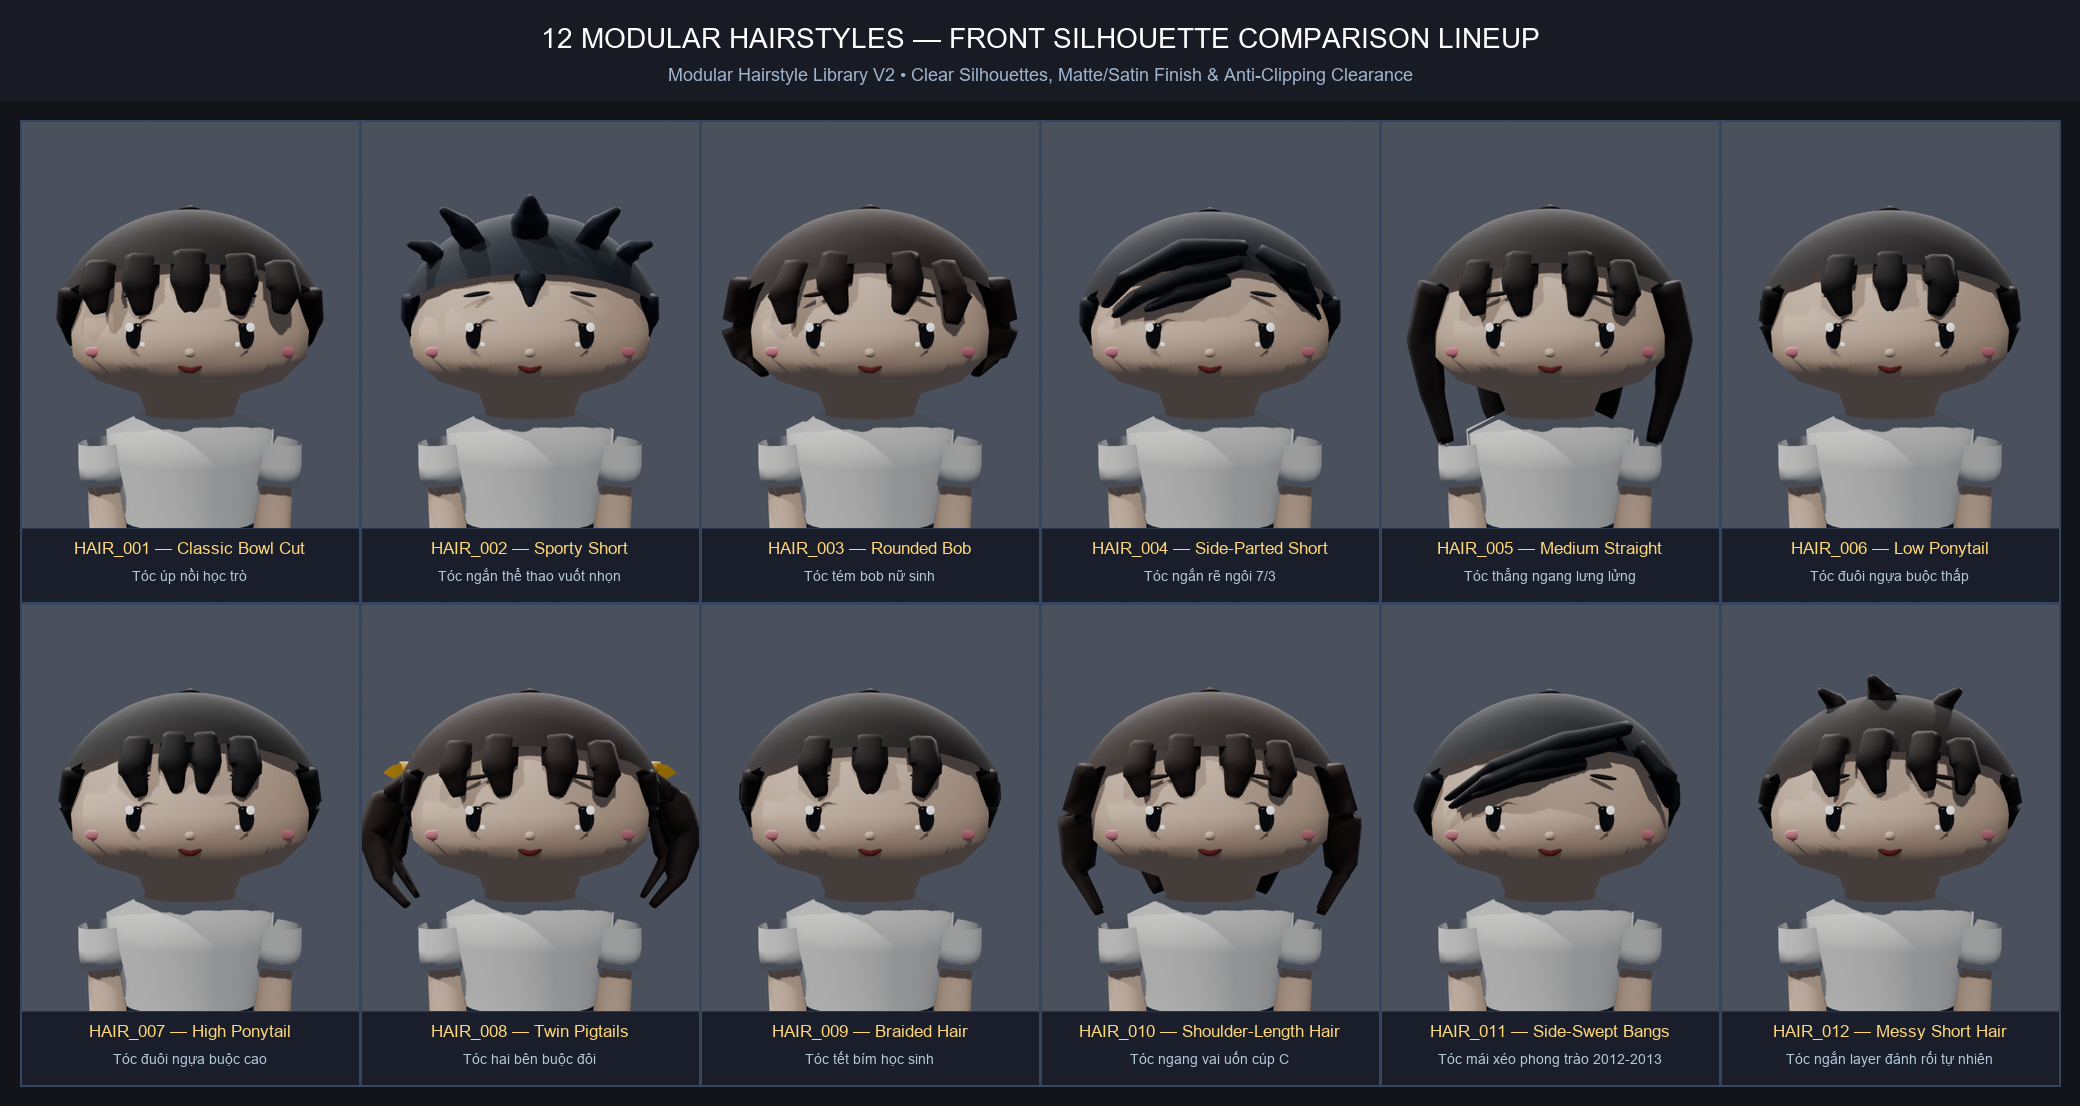 12 MODULAR HAIRSTYLES — FRONT SILHOUETTE COMPARISON LINEUP
Modular Hairstyle Library V2 • Clear Silhouettes, Matte/Satin Finish & Anti-Clipping Clearance
HAIR_001 — Classic Bowl Cut
Tóc úp nồi học trò
HAIR_002 — Sporty Short
Tóc ngắn thể thao vuốt nhọn
HAIR_003 — Rounded Bob
Tóc tém bob nữ sinh
HAIR_004 — Side-Parted Short
Tóc ngắn rẽ ngôi 7/3
HAIR_005 — Medium Straight
Tóc thẳng ngang lưng lửng
HAIR_006 — Low Ponytail
Tóc đuôi ngựa buộc thấp
HAIR_007 — High Ponytail
Tóc đuôi ngựa buộc cao
HAIR_008 — Twin Pigtails
Tóc hai bên buộc đôi
HAIR_009 — Braided Hair
Tóc tết bím học sinh
HAIR_010 — Shoulder-Length Hair
Tóc ngang vai uốn cúp C
HAIR_011 — Side-Swept Bangs
Tóc mái xéo phong trào 2012-2013
HAIR_012 — Messy Short Hair
Tóc ngắn layer đánh rối tự nhiên